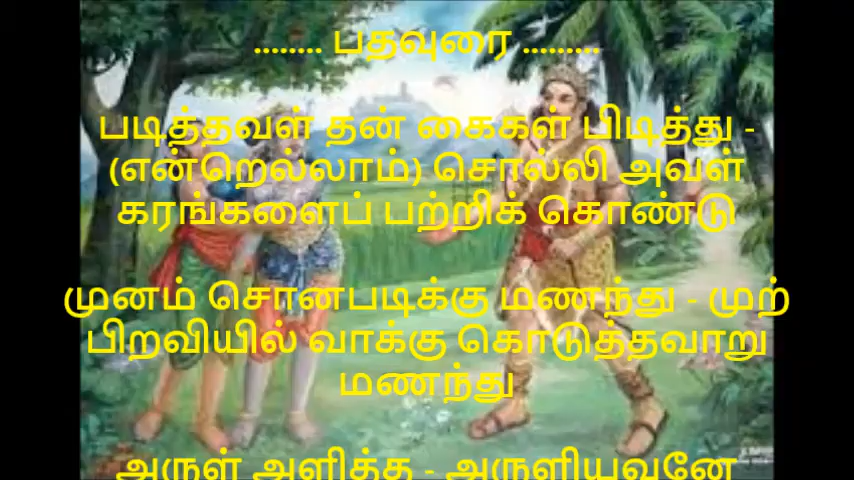 ........ பதவுரை .........
படித்தவள் தன் கைகள் பிடித்து -
(என்றெல்லாம்) சொல்லி அவள்
கரங்களைப் பற்றிக் கொண்டு
முனம் சொனபடிக்கு மணந்து - முற்
பிறவியில் வாக்கு கொடுத்தவாறு
மணந்து
அருள் அளித்த - அருளியவனே